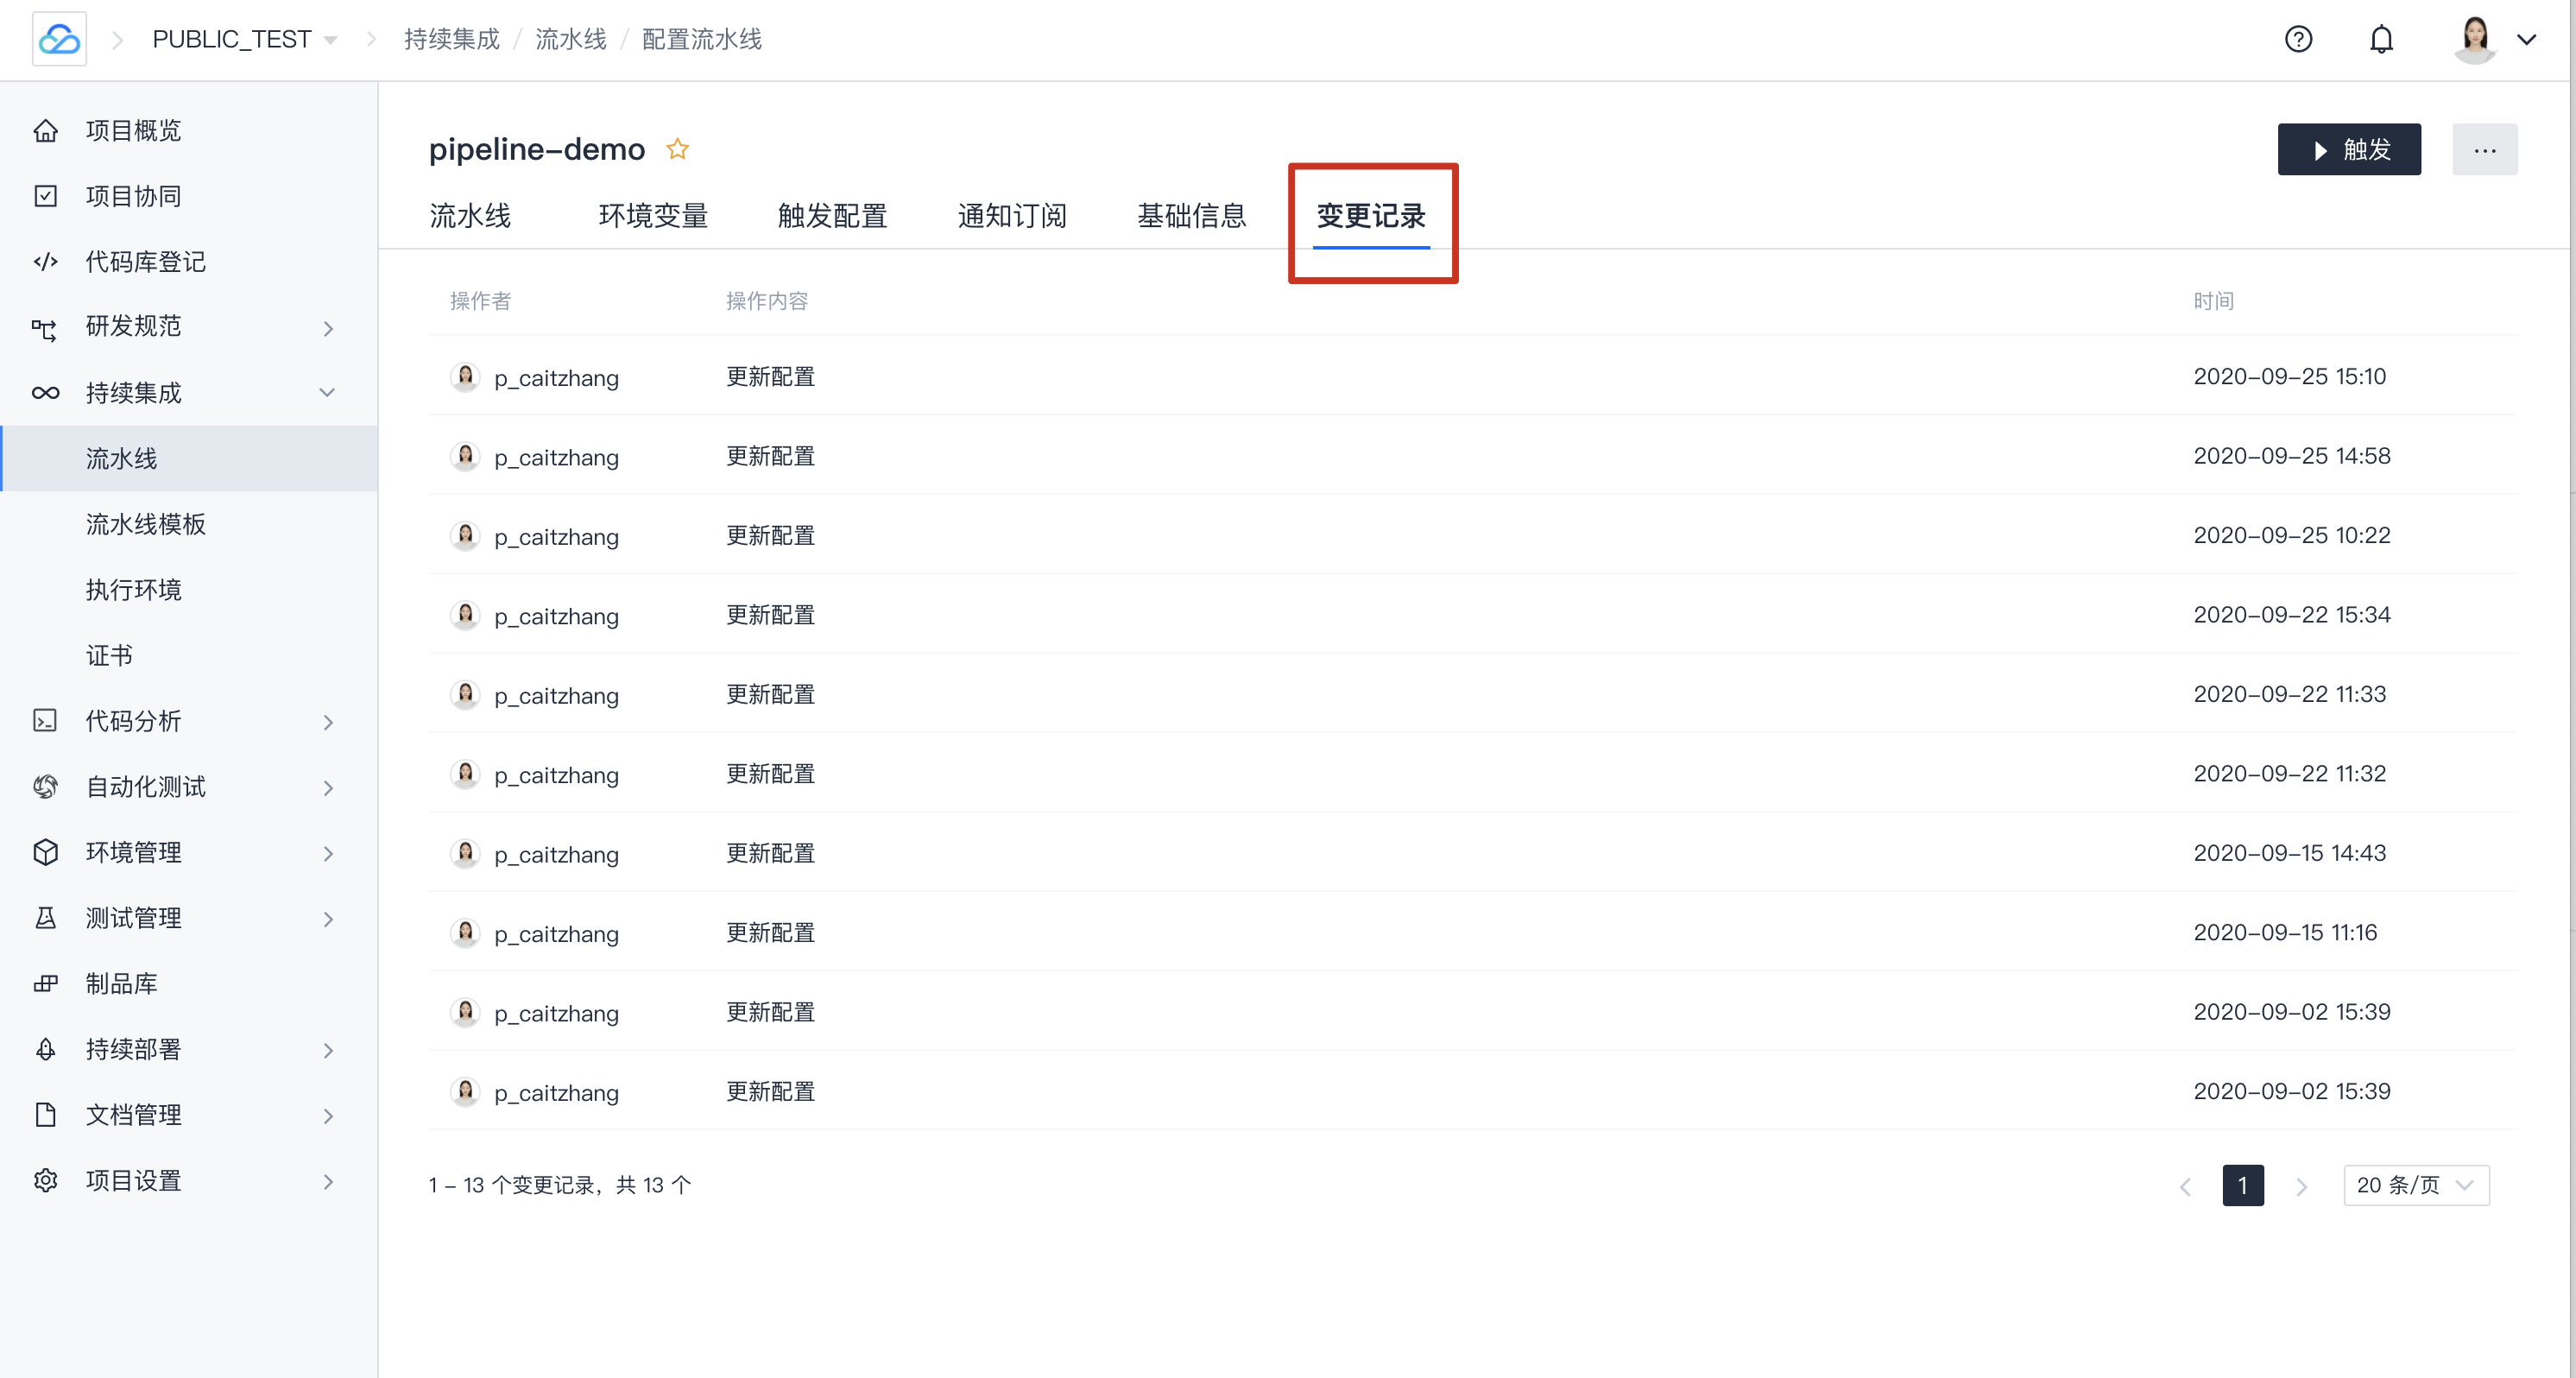 PUBLIC_TEST 持续集成 / 流水线 / 配置流水线
项目概览
项目协同
代码库登记
研发规范
持续集成
流水线
流水线模板
执行环境
证书
代码分析
自动化测试
环境管理
测试管理
制品库
持续部署
文档管理
项目设置
pipeline-demo
触发
流水线 环境变量 触发配置 通知订阅 基础信息 变更记录
操作者 操作内容 时间
p_caitzhang 更新配置 2020-09-25 15:10
p_caitzhang 更新配置 2020-09-25 14:58
p_caitzhang 更新配置 2020-09-25 10:22
p_caitzhang 更新配置 2020-09-22 15:34
p_caitzhang 更新配置 2020-09-22 11:33
p_caitzhang 更新配置 2020-09-22 11:32
p_caitzhang 更新配置 2020-09-15 14:43
p_caitzhang 更新配置 2020-09-15 11:16
p_caitzhang 更新配置 2020-09-02 15:39
p_caitzhang 更新配置 2020-09-02 15:39
1 - 13 个变更记录，共 13 个 1 20 条/页